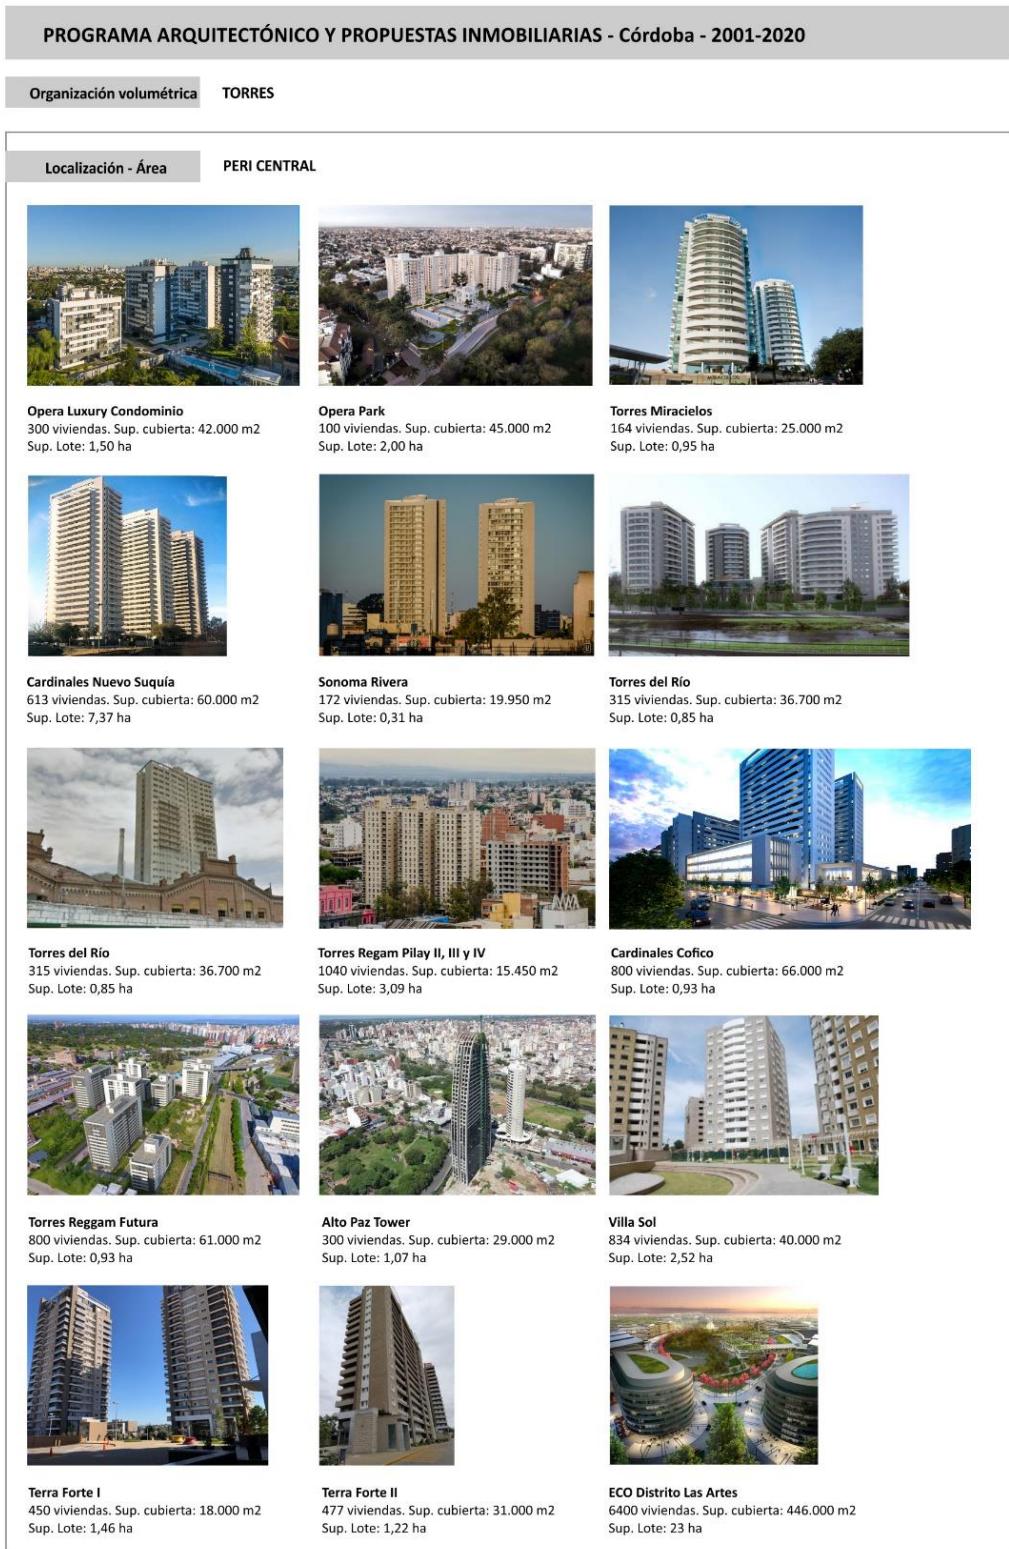 PROGRAMA ARQUITECTÓNICO Y PROPUESTAS INMOBILIARIAS - Córdoba - 2001-2020
Organización volumétrica TORRES
Localización - Área PERI CENTRAL
Opera Luxury Condominio
300 viviendas. Sup. cubierta: 42.000 m2
Sup. Lote: 1,50 ha
Opera Park
100 viviendas. Sup. cubierta: 45.000 m2
Sup. Lote: 2,00 ha
Torres Miracielos
164 viviendas. Sup. cubierta: 25.000 m2
Sup. Lote: 0,95 ha
Cardinales Nuevo Suquía
613 viviendas. Sup. cubierta: 60.000 m2
Sup. Lote: 7,37 ha
Sonoma Rivera
172 viviendas. Sup. cubierta: 19.950 m2
Sup. Lote: 0,31 ha
Torres del Río
315 viviendas. Sup. cubierta: 36.700 m2
Sup. Lote: 0,85 ha
Torres del Río
315 viviendas. Sup. cubierta: 36.700 m2
Sup. Lote: 0,85 ha
Torres Regam Pilay II, III y IV
1040 viviendas. Sup. cubierta: 15.450 m2
Sup. Lote: 3,09 ha
Cardinales Cofico
800 viviendas. Sup. cubierta: 66.000 m2
Sup. Lote: 0,93 ha
Torres Reggam Futura
800 viviendas. Sup. cubierta: 61.000 m2
Sup. Lote: 0,93 ha
Alto Paz Tower
300 viviendas. Sup. cubierta: 29.000 m2
Sup. Lote: 1,07 ha
Villa Sol
834 viviendas. Sup. cubierta: 40.000 m2
Sup. Lote: 2,52 ha
Terra Forte I
450 viviendas. Sup. cubierta: 18.000 m2
Sup. Lote: 1,46 ha
Terra Forte II
477 viviendas. Sup. cubierta: 31.000 m2
Sup. Lote: 1,22 ha
ECO Distrito Las Artes
6400 viviendas. Sup. cubierta: 446.000 m2
Sup. Lote: 23 ha